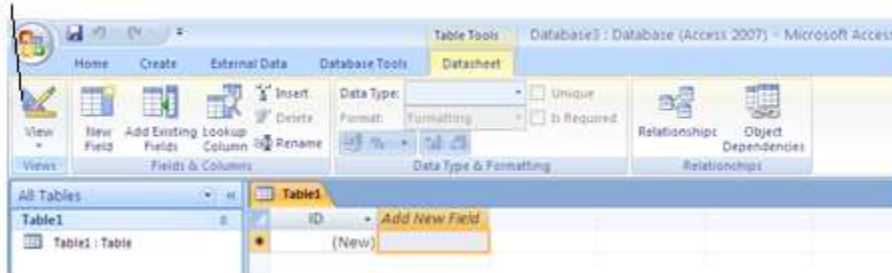 Table Tools Database3 : Database (Access 2007) - Microsoft Access
Home Create External Data Database Tools Datasheet
View New Field Add Existing Fields Lookup Column Insert Delete Rename Data Type: Unique Format: Formatting Is Required % Relationships Object Dependencies
Views Fields & Columns Data Type & Formatting Relationships
All Tables Table1
Table1 ID Add New Field
Table1 : Table (New)